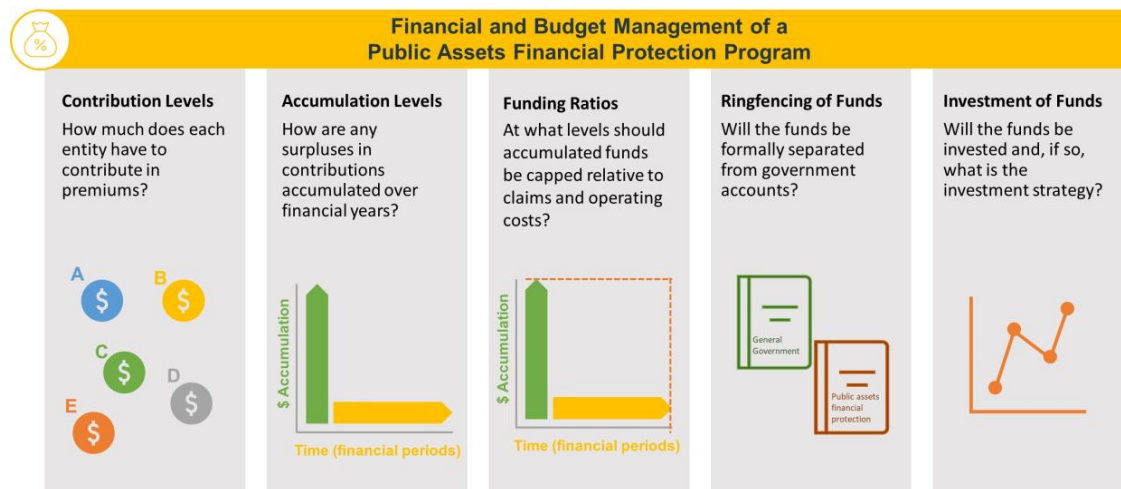 %
Financial and Budget Management of a
Public Assets Financial Protection Program
Contribution Levels
How much does each
entity have to
contribute in
premiums?
A
$
B
$
C
$
D
$
E
$
Accumulation Levels
How are any
surpluses in
contributions
accumulated over
financial years?
$ Accumulation
Time (financial periods)
Funding Ratios
At what levels should
accumulated funds
be capped relative to
claims and operating
costs?
$ Accumulation
Time (financial periods)
Ringfencing of Funds
Will the funds be
formally separated
from government
accounts?
General
Government
Public assets
financial
protection
Investment of Funds
Will the funds be
invested and, if so,
what is the
investment strategy?